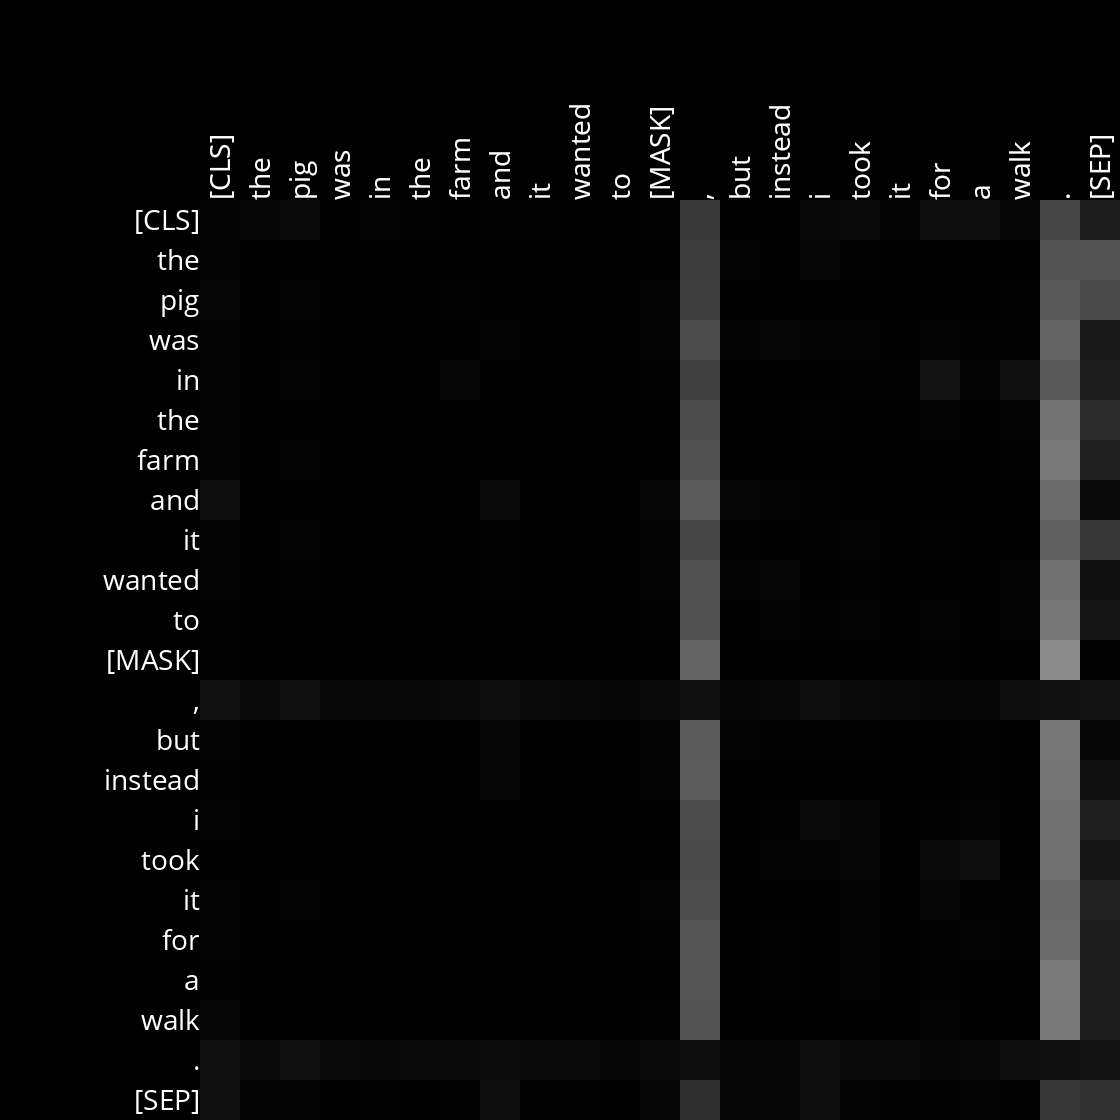 [CLS] the pig was in the farm and it wanted to [MASK] , but instead i took it for a walk . [SEP]
[CLS]
the
pig
was
in
the
farm
and
it
wanted
to
[MASK]
,
but
instead
i
took
it
for
a
walk
.
[SEP]